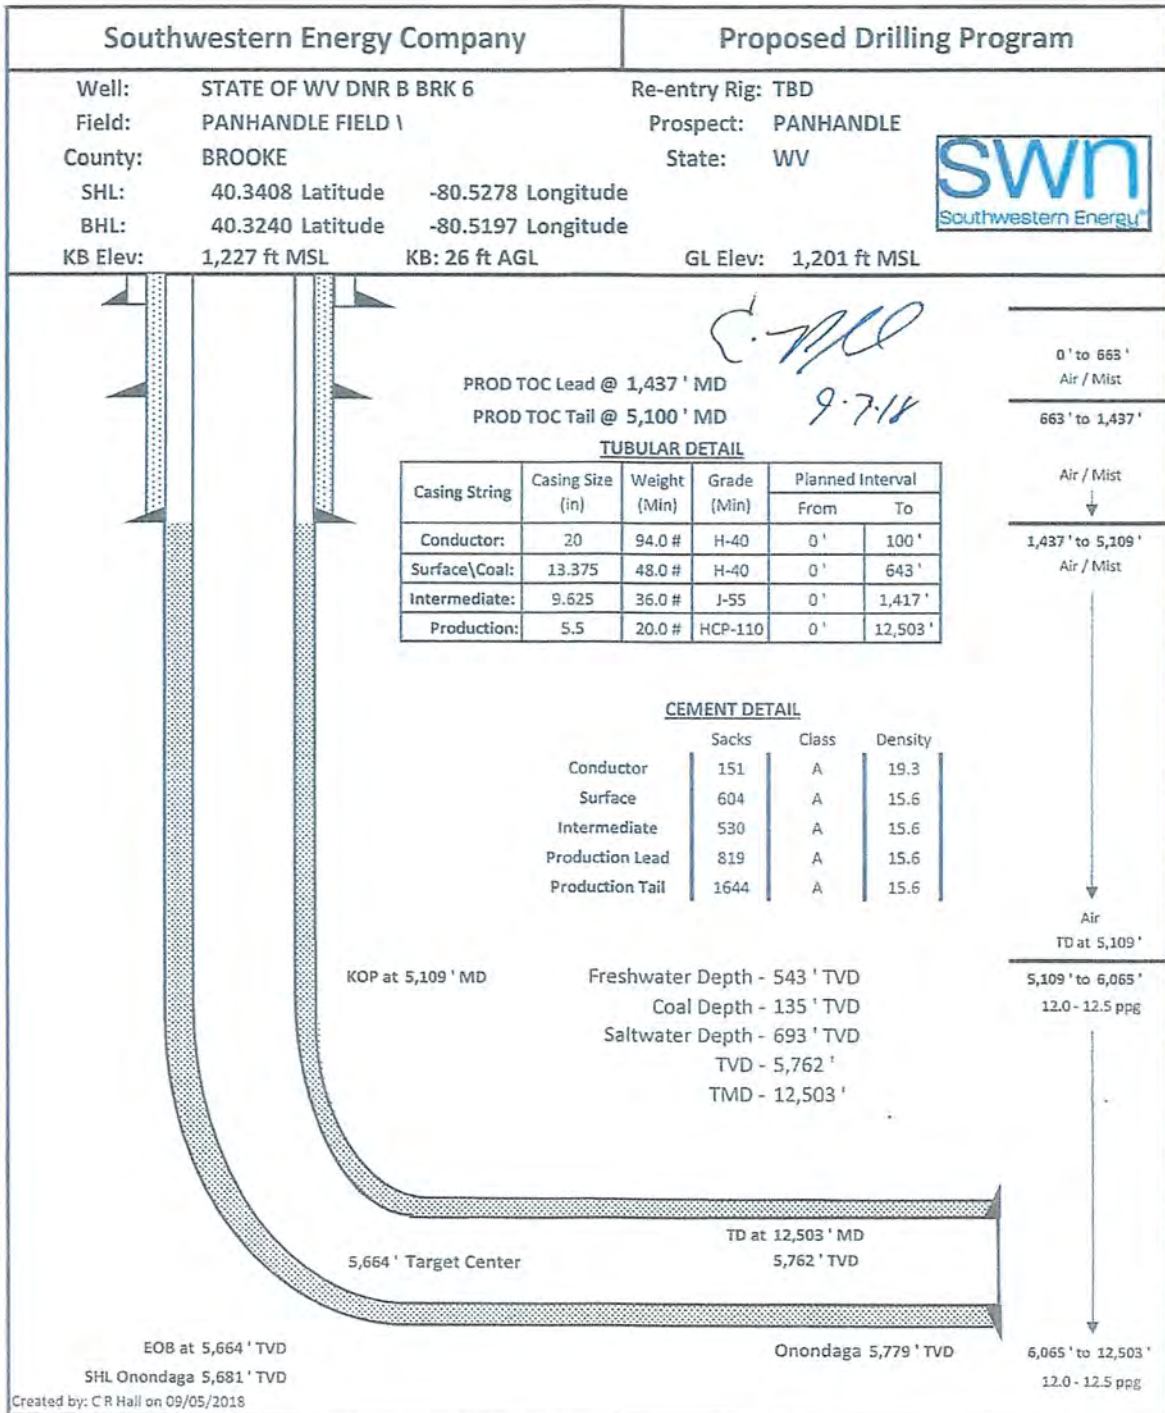 Southwestern Energy Company Proposed Drilling Program
Well: STATE OF WV DNR B BRK 6 Re-entry Rig: TBD
Field: PANHANDLE FIELD \ Prospect: PANHANDLE
County: BROOKE State: WV
SHL: 40.3408 Latitude -80.5278 Longitude
BHL: 40.3240 Latitude -80.5197 Longitude
KB Elev: 1,227 ft MSL KB: 26 ft AGL GL Elev: 1,201 ft MSL
swn
Southwestern Energy®
9-7-18
PROD TOC Lead @ 1,437 ' MD
PROD TOC Tail @ 5,100 ' MD
TUBULAR DETAIL
Casing String Casing Size (in) Weight (Min) Grade (Min) Planned Interval
From To
Conductor: 20 94.0 # H-40 0 ' 100 '
Surface\Coal: 13.375 48.0 # H-40 0 ' 643 '
Intermediate: 9.625 36.0 # J-55 0 ' 1,417 '
Production: 5.5 20.0 # HCP-110 0 ' 12,503 '
CEMENT DETAIL
Sacks Class Density
Conductor 151 A 19.3
Surface 604 A 15.6
Intermediate 530 A 15.6
Production Lead 819 A 15.6
Production Tail 1644 A 15.6
KOP at 5,109 ' MD
Freshwater Depth - 543 ' TVD
Coal Depth - 135 ' TVD
Saltwater Depth - 693 ' TVD
TVD - 5,762 '
TMD - 12,503 '
0 ' to 663 '
Air / Mist
663 ' to 1,437 '
Air / Mist
1,437 ' to 5,109 '
Air / Mist
Air
TD at 5,109 '
5,109 ' to 6,065 '
12.0 - 12.5 ppg
TD at 12,503 ' MD
5,762 ' TVD
5,664 ' Target Center
EOB at 5,664 ' TVD
SHL Onondaga 5,681 ' TVD
Onondaga 5,779 ' TVD
6,065 ' to 12,503 '
12.0 - 12.5 ppg
Created by: C R Hall on 09/05/2018